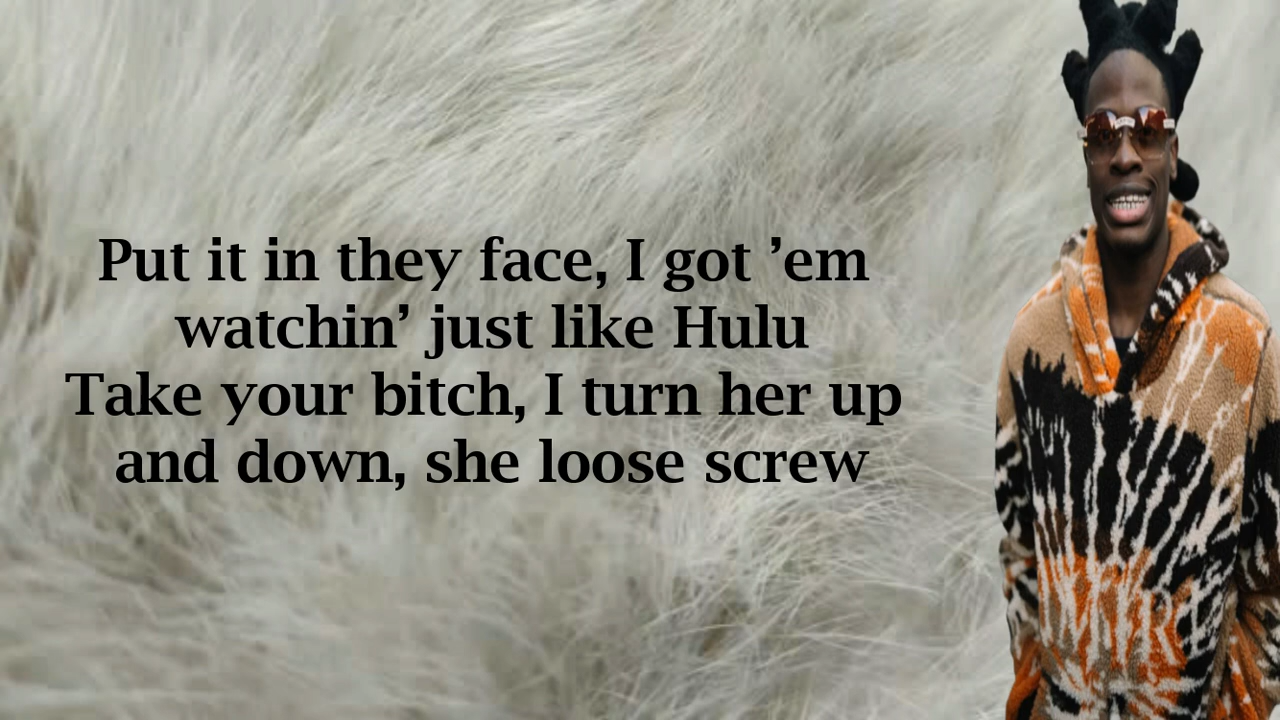 Put it in they face, I got ’em
watchin’ just like Hulu
Take your bitch, I turn her up
and down, she loose screw